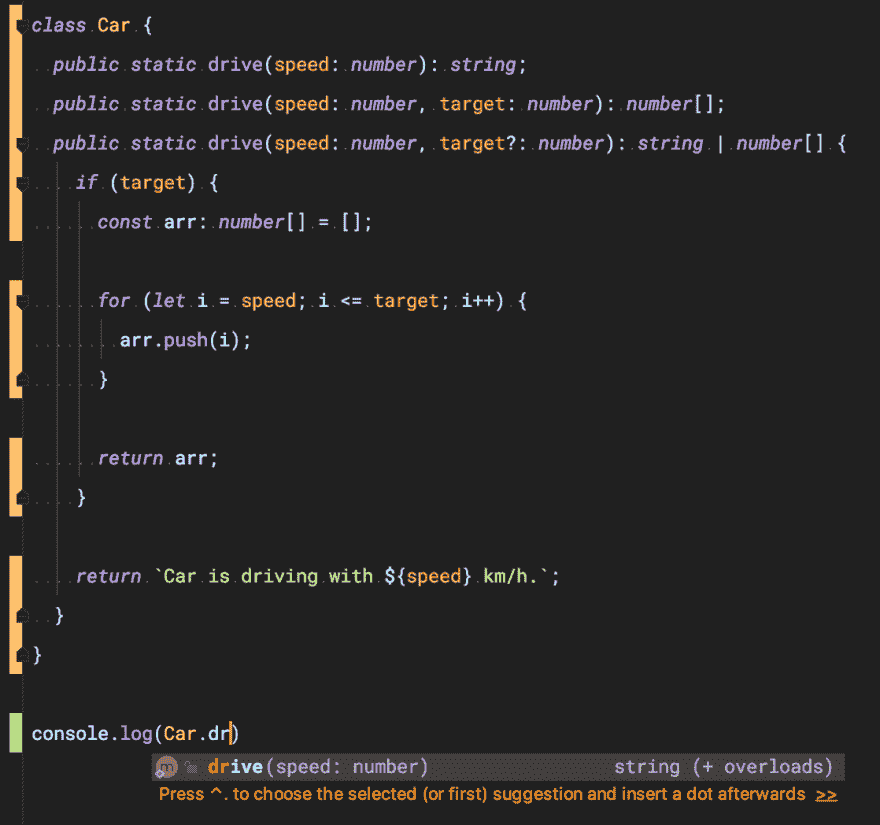 class Car {
  public static drive(speed: number): string;
  public static drive(speed: number, target: number): number[];
  public static drive(speed: number, target?: number): string | number[] {
    if (target) {
      const arr: number[] = [];
      for (let i = speed; i <= target; i++) {
        arr.push(i);
      }
      return arr;
    }
    return `Car is driving with ${speed} km/h.`;
  }
}
console.log(Car.dr)
m drive(speed: number) string (+ overloads)
Press ^. to choose the selected (or first) suggestion and insert a dot afterwards >>